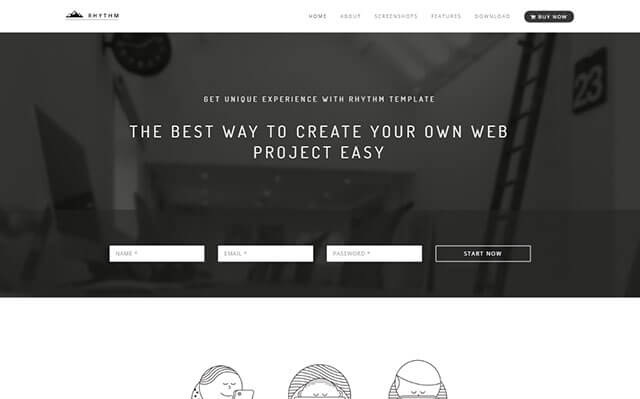 RHYTHM
HOME ABOUT SCREENSHOTS FEATURES DOWNLOAD BUY NOW
23
GET UNIQUE EXPERIENCE WITH RHYTHM TEMPLATE
THE BEST WAY TO CREATE YOUR OWN WEB
PROJECT EASY
NAME * EMAIL * PASSWORD * START NOW